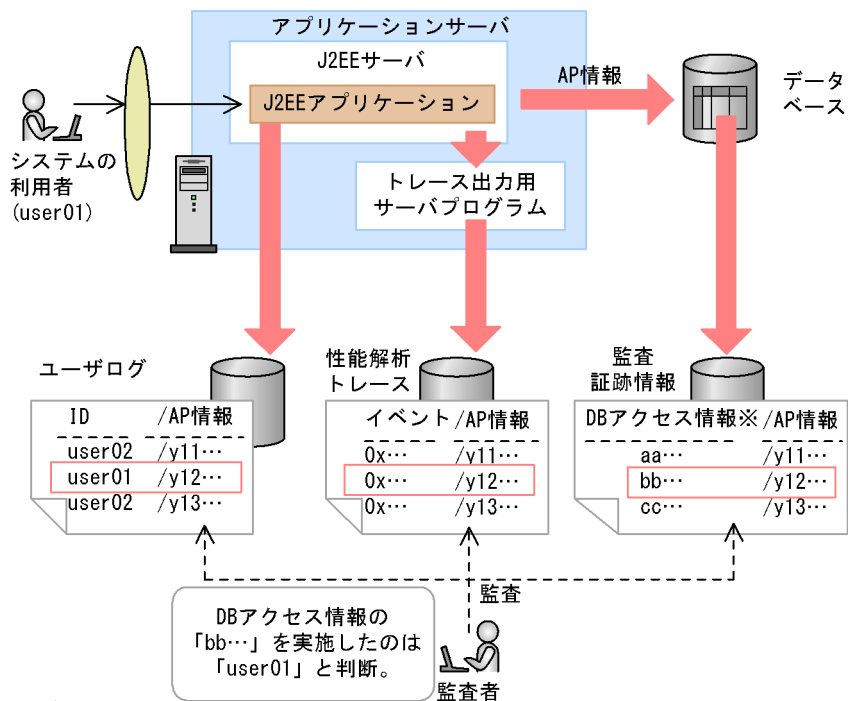 アプリケーションサーバ
J2EEサーバ
J2EEアプリケーション
AP情報
データ
ベース
システムの
利用者
(user01)
トレース出力用
サーバプログラム
ユーザログ
性能解析
トレース
監査
証跡情報
ID /AP情報
user02 /y11…
user01 /y12…
user02 /y13…
イベント/AP情報
0x… /y11…
0x… /y12…
0x… /y13…
DBアクセス情報※/AP情報
aa… /y11…
bb… /y12…
cc… /y13…
監査
DBアクセス情報の
「bb…」を実施したのは
「user01」と判断。
監査者